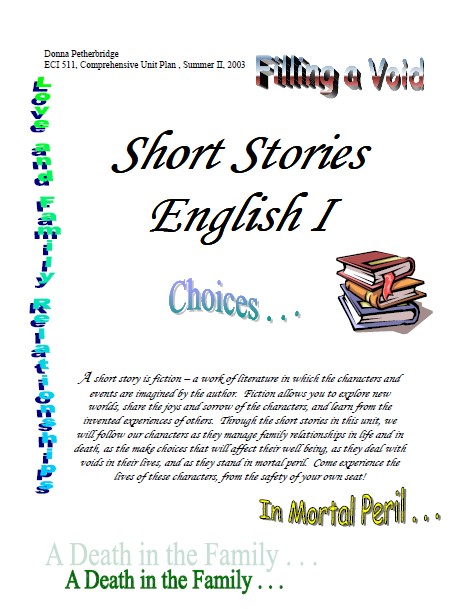 Donna Petherbridge
ECI 511, Comprehensive Unit Plan , Summer II, 2003
Filling a Void
Love and Family Relationships
Short Stories
English I
Choices . . .
A short story is fiction – a work of literature in which the characters and
events are imagined by the author.  Fiction allows you to explore new
worlds, share the joys and sorrow of the characters, and learn from the
invented experiences of others.  Through the short stories in this unit, we
will follow our characters as they manage family relationships in life and in
death, as the make choices that will affect their well being, as they deal with
voids in their lives, and as they stand in mortal peril.  Come experience the
lives of these characters, from the safety of your own seat!
In Mortal Peril . . .
A Death in the Family . . .
A Death in the Family . . .